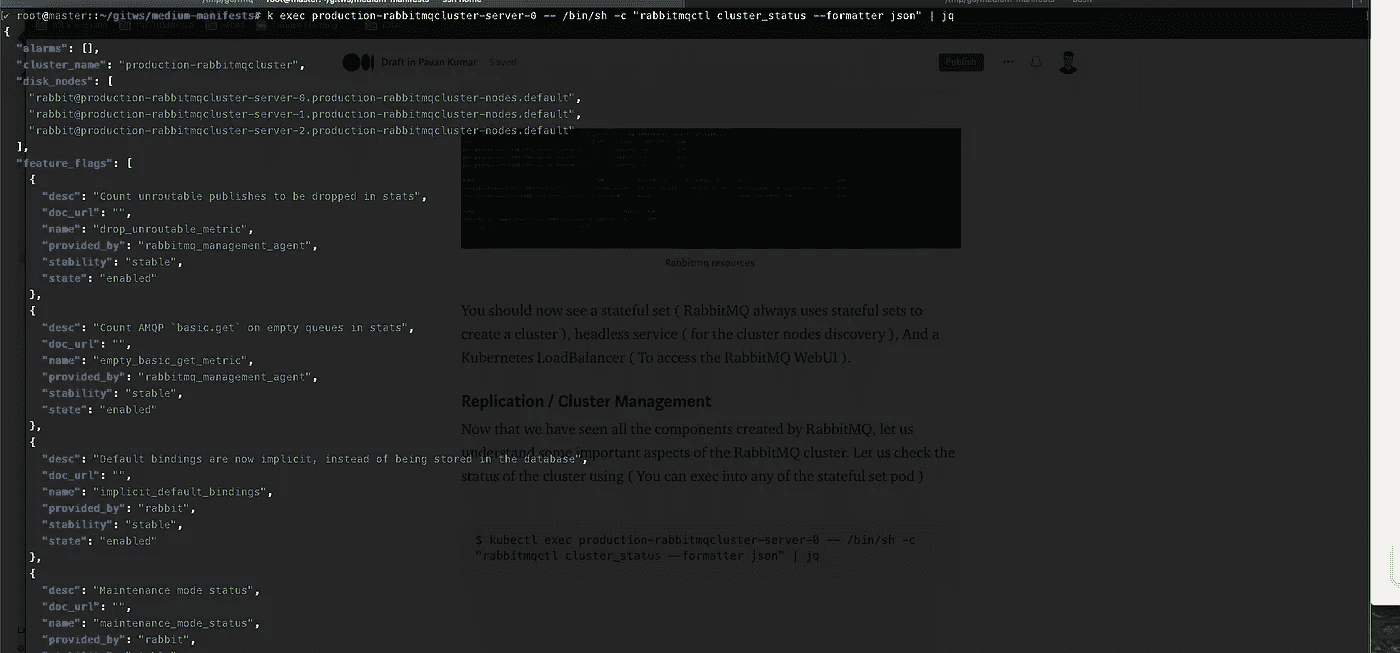 root@master::~/gitws/medium-manifests# k exec production-rabbitmqcluster-server-0 -- /bin/sh -c "rabbitmqctl cluster_status --formatter json" | jq
{
"alarms": [],
"cluster_name": "production-rabbitmqcluster",
"disk_nodes": [
"rabbit@production-rabbitmqcluster-server-0.production-rabbitmqcluster-nodes.default",
"rabbit@production-rabbitmqcluster-server-1.production-rabbitmqcluster-nodes.default",
"rabbit@production-rabbitmqcluster-server-2.production-rabbitmqcluster-nodes.default"
],
"feature_flags": [
{
"desc": "Count unroutable publishes to be dropped in stats",
"doc_url": "",
"name": "drop_unroutable_metric",
"provided_by": "rabbitmq_management_agent",
"stability": "stable",
"state": "enabled"
},
{
"desc": "Count AMQP `basic.get` on empty queues in stats",
"doc_url": "",
"name": "empty_basic_get_metric",
"provided_by": "rabbitmq_management_agent",
"stability": "stable",
"state": "enabled"
},
{
"desc": "Default bindings are now implicit, instead of being stored in the database",
"doc_url": "",
"name": "implicit_default_bindings",
"provided_by": "rabbit",
"stability": "stable",
"state": "enabled"
},
{
"desc": "Maintenance mode status",
"doc_url": "",
"name": "maintenance_mode_status",
"provided_by": "rabbit",
Draft in Pavan Kumar Saved
Publish
Rabbitmq resources
You should now see a stateful set ( RabbitMQ always uses stateful sets to
create a cluster ), headless service ( for the cluster nodes discovery ), And a
Kubernetes LoadBalancer ( To access the RabbitMQ WebUI ).
Replication / Cluster Management
Now that we have seen all the components created by RabbitMQ, let us
understand some important aspects of the RabbitMQ cluster. Let us check the
status of the cluster using ( You can exec into any of the stateful set pod )
$ kubectl exec production-rabbitmqcluster-server-0 -- /bin/sh -c
"rabbitmqctl cluster_status --formatter json" | jq